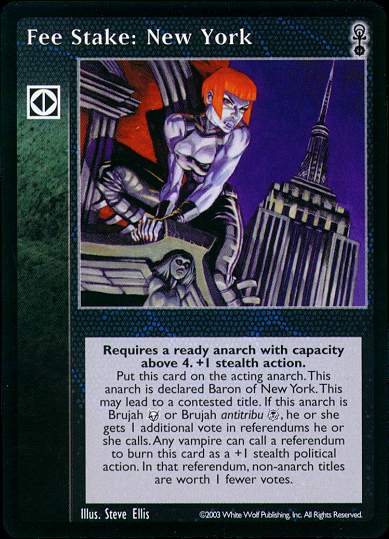 Fee Stake: New York
Requires a ready anarch with capacity
above 4. +1 stealth action.
Put this card on the acting anarch. This
anarch is declared Baron of New York. This
may lead to a contested title. If this anarch is
Brujah or Brujah antitribu, he or she
gets 1 additional vote in referendums he or
she calls. Any vampire can call a referendum
to burn this card as a +1 stealth political
action. In that referendum, non-anarch titles
are worth 1 fewer votes.
Illus. Steve Ellis
©2003 White Wolf Publishing, Inc. All Rights Reserved.